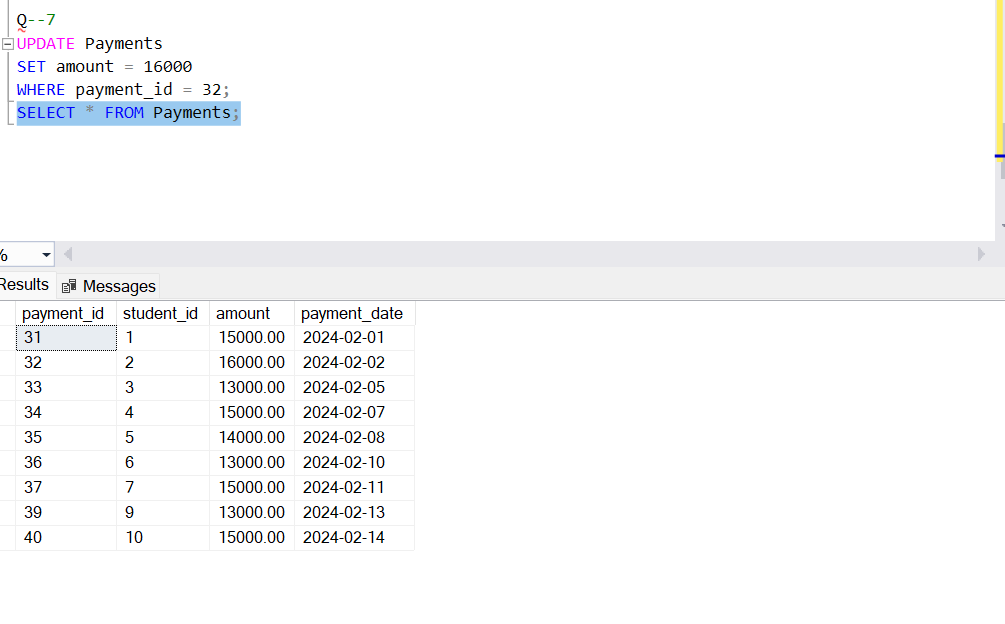 Q--7
UPDATE Payments
SET amount = 16000
WHERE payment_id = 32;
SELECT * FROM Payments;
%
Results Messages
payment_id student_id amount payment_date
31 1 15000.00 2024-02-01
32 2 16000.00 2024-02-02
33 3 13000.00 2024-02-05
34 4 15000.00 2024-02-07
35 5 14000.00 2024-02-08
36 6 13000.00 2024-02-10
37 7 15000.00 2024-02-11
39 9 13000.00 2024-02-13
40 10 15000.00 2024-02-14